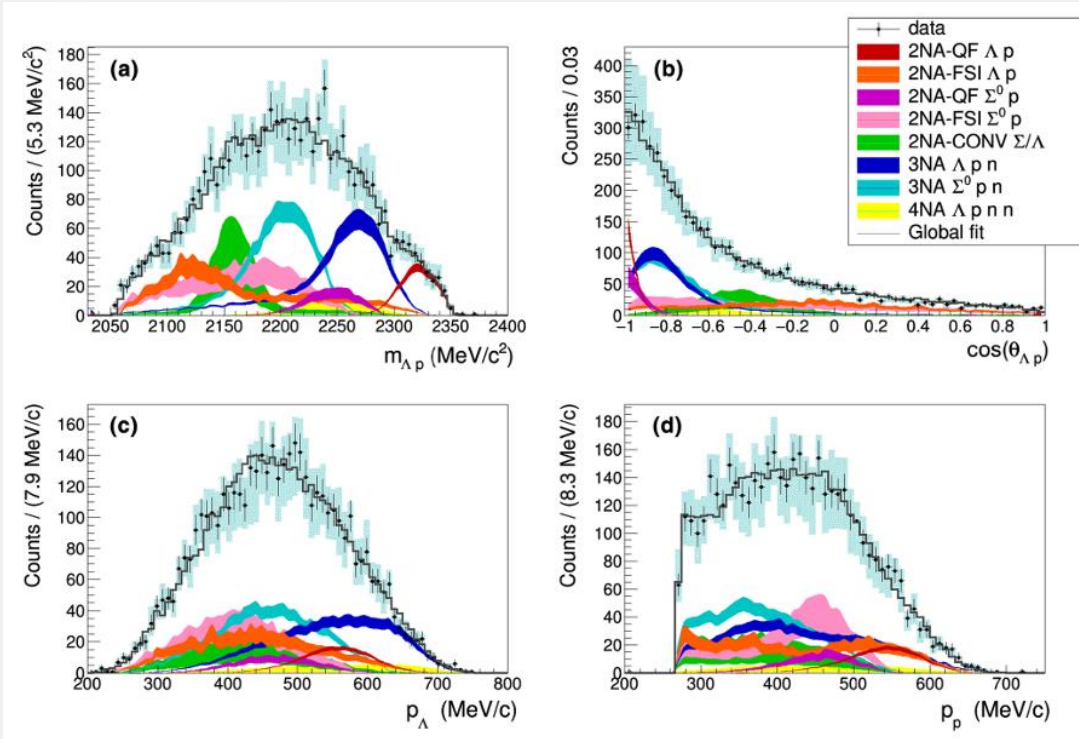 (a)
180
160
140
120
100
80
60
40
20
0
Counts / (5.3 MeV/c²)
2050 2100 2150 2200 2250 2300 2350 2400
m_Λ p (MeV/c²)
(b)
400
350
300
250
200
150
100
50
0
Counts / 0.03
−1 −0.8 −0.6 −0.4 −0.2 0 0.2 0.4 0.6 0.8 1
cos(θ_Λ p)
data
2NA-QF Λ p
2NA-FSI Λ p
2NA-QF Σ⁰ p
2NA-FSI Σ⁰ p
2NA-CONV Σ/Λ
3NA Λ p n
3NA Σ⁰ p n
4NA Λ p n n
Global fit
(c)
160
140
120
100
80
60
40
20
0
Counts / (7.9 MeV/c)
200 300 400 500 600 700 800
p_Λ (MeV/c)
(d)
180
160
140
120
100
80
60
40
20
0
Counts / (8.3 MeV/c)
200 300 400 500 600 700
p_p (MeV/c)